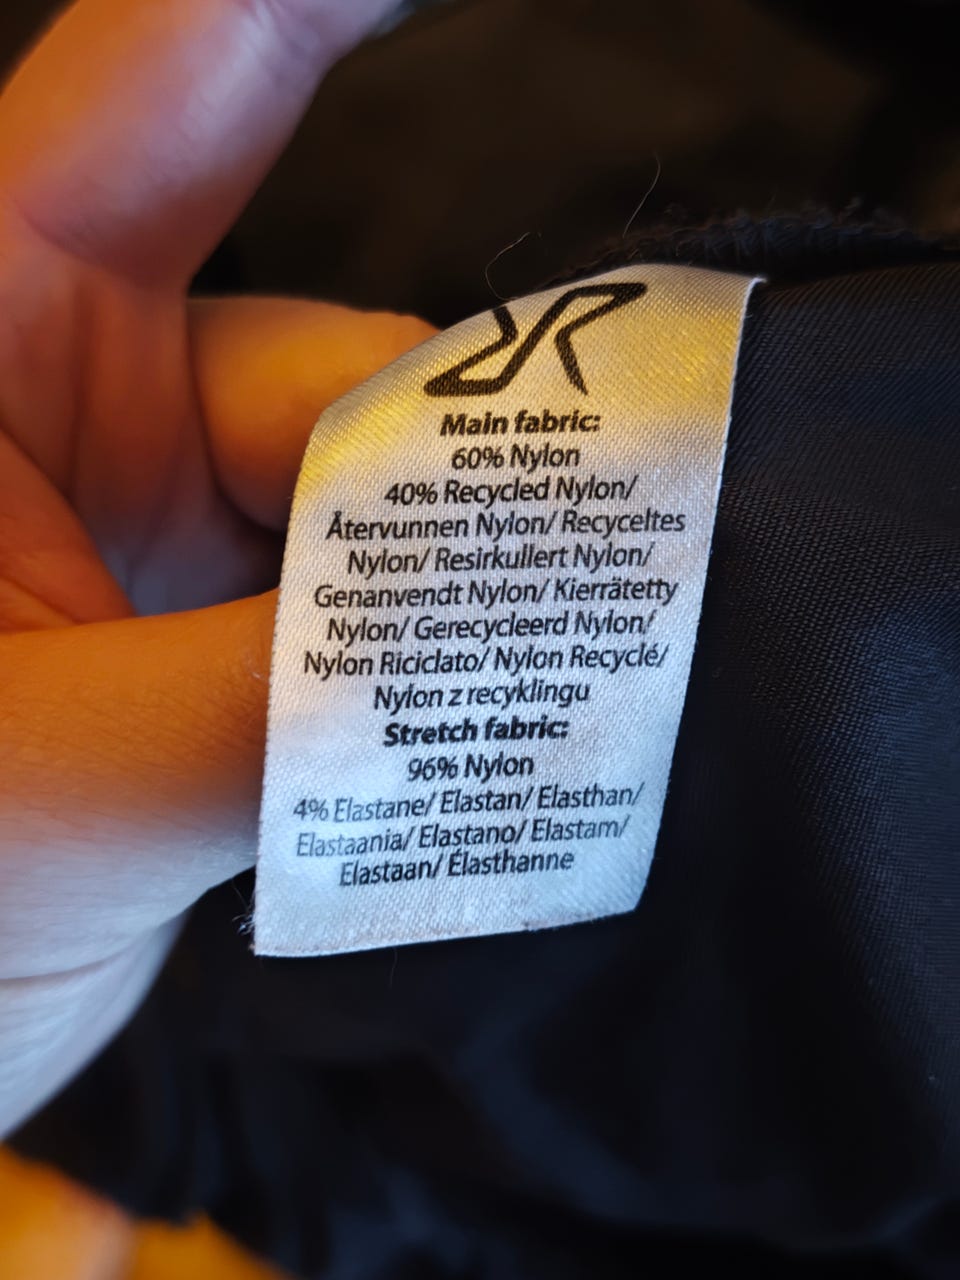 Main fabric:
60% Nylon
40% Recycled Nylon/
Återvunnen Nylon/ Recyceltes
Nylon/ Resirkullert Nylon/
Genanvendt Nylon/ Kierrätetty
Nylon/ Gerecycleerd Nylon/
Nylon Riciclato/ Nylon Recyclé/
Nylon z recyklingu
Stretch fabric:
96% Nylon
4% Elastane/ Elastan/ Elasthan/
Elastaania/ Elastano/ Elastam/
Elastaan/ Élasthanne